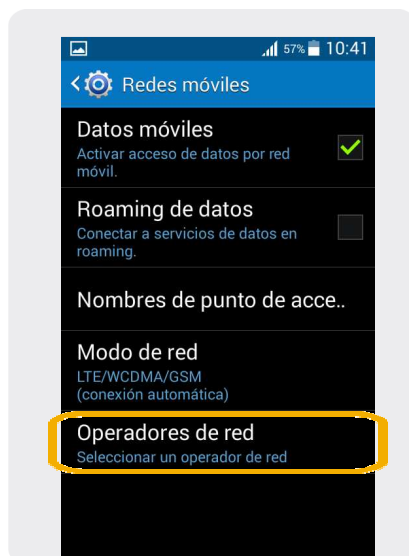 57% 10:41
Redes móviles
Datos móviles
Activar acceso de datos por red
móvil.
Roaming de datos
Conectar a servicios de datos en
roaming.
Nombres de punto de acce..
Modo de red
LTE/WCDMA/GSM
(conexión automática)
Operadores de red
Seleccionar un operador de red